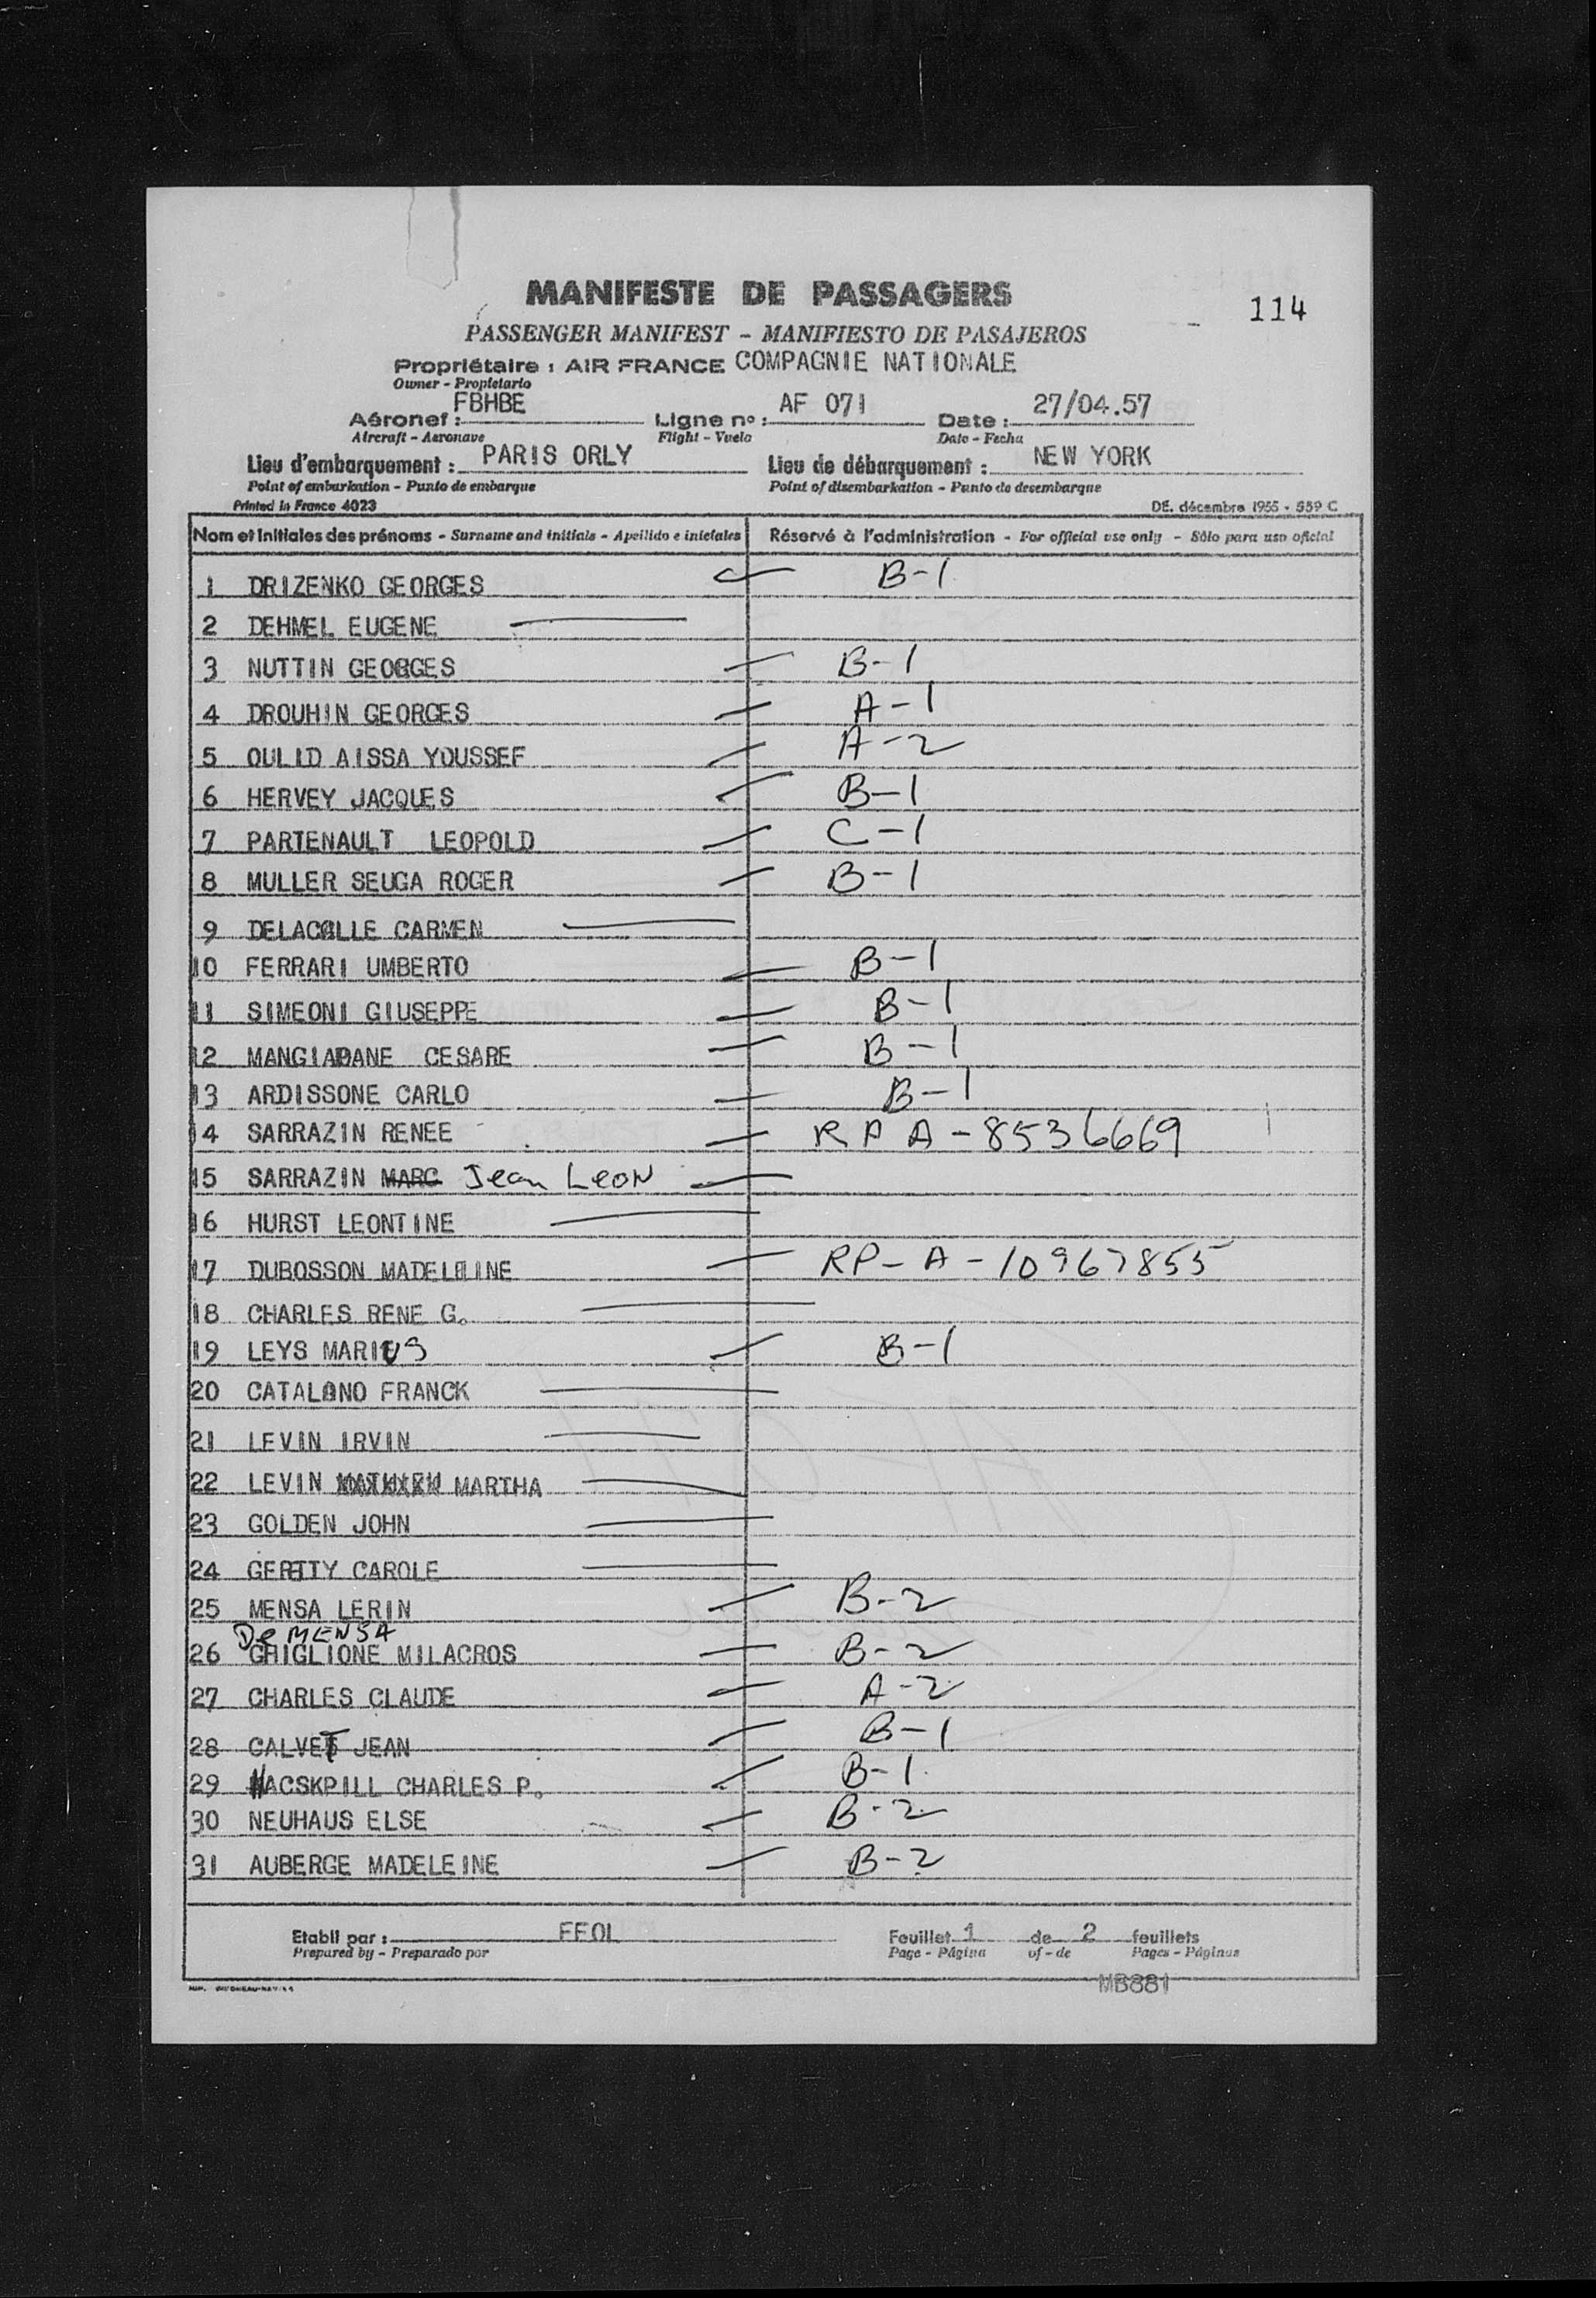 MANIFESTE DE PASSAGERS
114
PASSENGER MANIFEST - MANIFIESTO DE PASAJEROS
Propriétaire : AIR FRANCE COMPAGNIE NATIONALE
Owner - Propietario
Aéronef : FBHBE Ligne nº : AF 071 Date : 27/04.57
Aircraft - Aeronave Flight - Vuelo Date - Fecha
Lieu d'embarquement : PARIS ORLY Lieu de débarquement : NEW YORK
Point of embarkation - Punto de embarque Point of disembarkation - Punto de desembarque
Printed in France 4023 DE. décembre 1955 - 559 C
Nom et initiales des prénoms - Surname and initials - Apellido e iniciales Réservé à l'administration - For official use only - Sólo para uso oficial
1 DRIZENKO GEORGES B-1
2 DEHMEL EUGENE
3 NUTTIN GEORGES B-1
4 DROUHIN GEORGES A-1
5 OULID AISSA YOUSSEF A-2
6 HERVEY JACQUES B-1
7 PARTENAULT LEOPOLD C-1
8 MULLER SEUGA ROGER B-1
9 CARMEN
10 FERRARI UMBERTO B-1
11 SIMEONI GIUSEPPE B-1
12 CESARE B-1
13 ARDISSONE CARLO B-1
14 SARRAZIN RENEE RP A-8536669
15 SARRAZIN MARC Jean Leon
16 HURST LEONTINE
17 DUBOSSON MADELEINE RP-A-10967855
18 CHARLES RENE G.
19 LEYS MARIUS B-1
20 CATALANO FRANCK
21 LEVIN IRVIN
22 LEVIN MARTHA
23 GOLDEN JOHN
24 CAROLE
25 MENSA LERIN B-2
De MENSA
26 GHIGLIONE MILACROS B-2
27 CHARLES CLAUDE A-2
28 CALVET JEAN B-1
29 CHARLES P. B-1
30 NEUHAUS ELSE B-2
31 AUBERGE MADELEINE B-2
Etabli par : FFOL Feuillet 1 de 2 feuillets
Prepared by - Preparado por Page - Página of - de Pages - Páginas
MB881